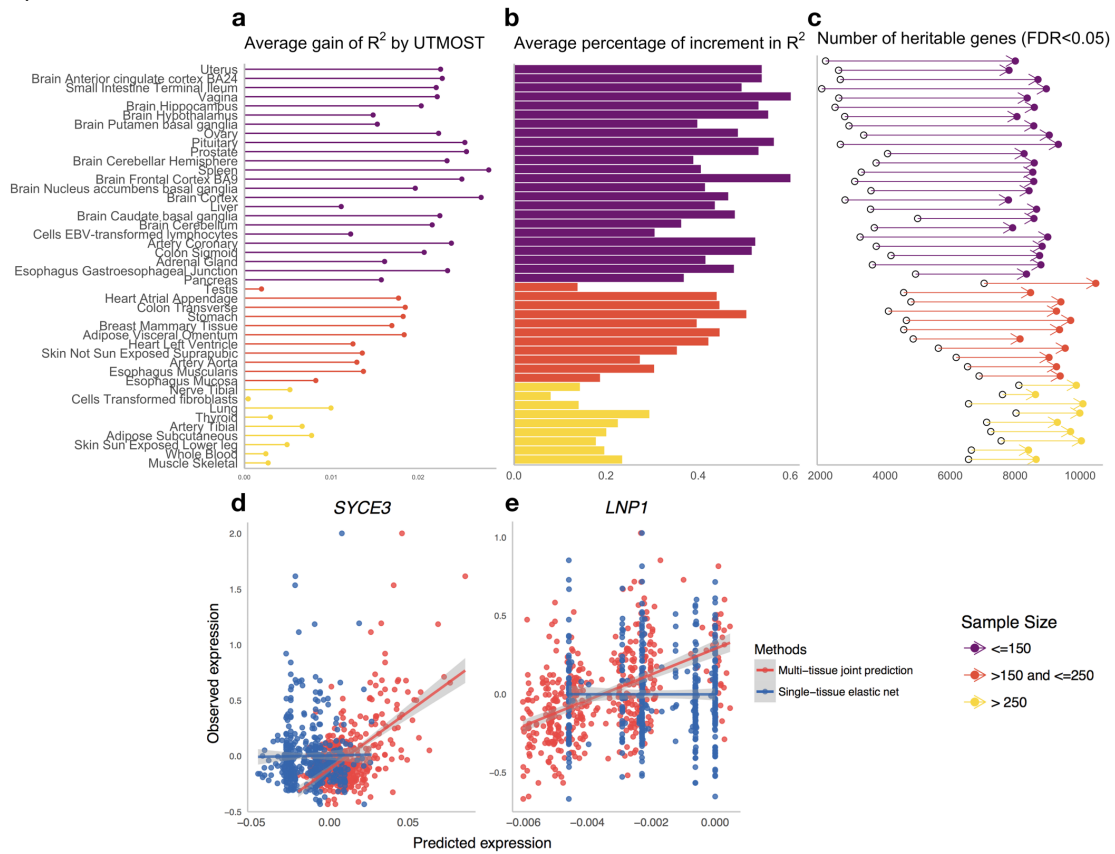 a
Average gain of R2 by UTMOST
b
Average percentage of increment in R2
c
Number of heritable genes (FDR<0.05)
Uterus
Brain Anterior cingulate cortex BA24
Small Intestine Terminal Ileum
Vagina
Brain Hippocampus
Brain Hypothalamus
Brain Putamen basal ganglia
Ovary
Pituitary
Prostate
Brain Cerebellar Hemisphere
Spleen
Brain Frontal Cortex BA9
Brain Nucleus accumbens basal ganglia
Brain Cortex
Liver
Brain Caudate basal ganglia
Brain Cerebellum
Cells EBV-transformed lymphocytes
Artery Coronary
Colon Sigmoid
Adrenal Gland
Esophagus Gastroesophageal Junction
Pancreas
Testis
Heart Atrial Appendage
Colon Transverse
Stomach
Breast Mammary Tissue
Adipose Visceral Omentum
Heart Left Ventricle
Skin Not Sun Exposed Suprapubic
Artery Aorta
Esophagus Muscularis
Esophagus Mucosa
Nerve Tibial
Cells Transformed fibroblasts
Lung
Thyroid
Artery Tibial
Adipose Subcutaneous
Skin Sun Exposed Lower leg
Whole Blood
Muscle Skeletal
0.00 0.01 0.02
0.0 0.2 0.4 0.6
2000 4000 6000 8000 10000
d
SYCE3
e
LNP1
Observed expression
2.0
1.5
1.0
0.5
0.0
−0.5
−0.05 0.00 0.05
1.0
0.5
0.0
−0.5
−0.006 −0.004 −0.002 0.000
Predicted expression
Methods
Multi−tissue joint prediction
Single−tissue elastic net
Sample Size
<=150
>150 and <=250
> 250